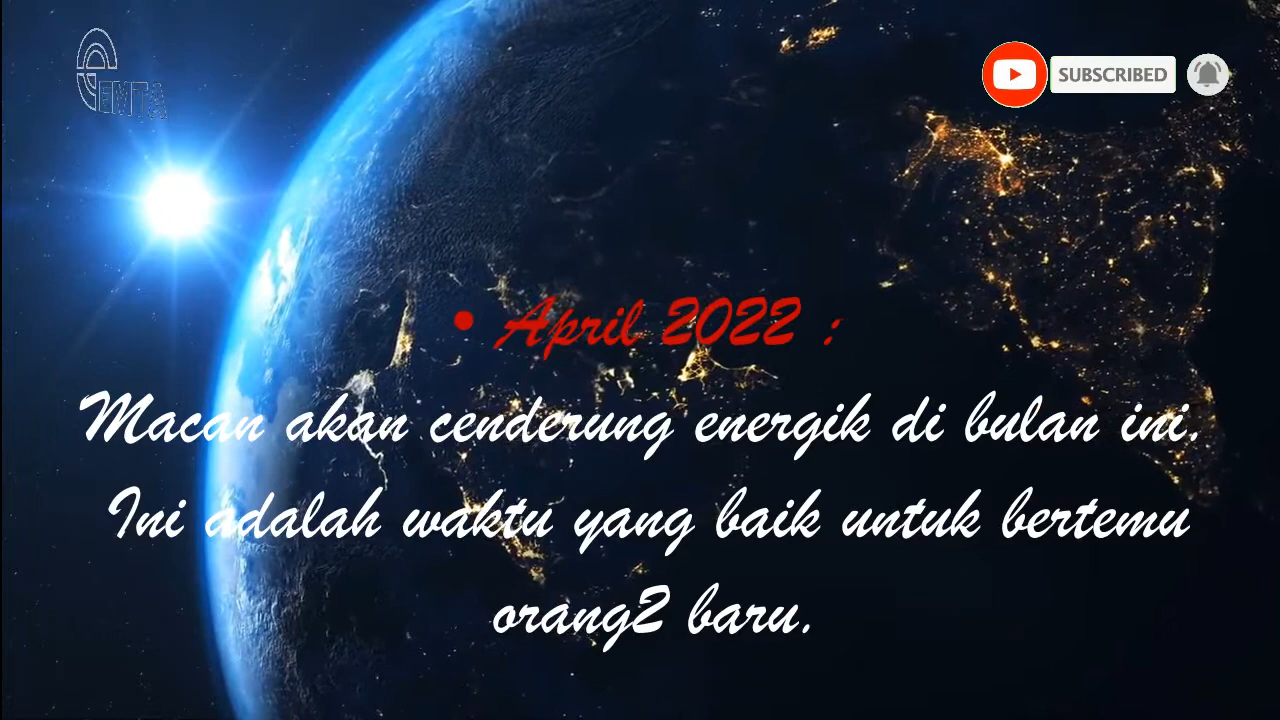 GEMTA
SUBSCRIBED
• April 2022 :
Macan akan cenderung energik di bulan ini.
Ini adalah waktu yang baik untuk bertemu
orang2 baru.